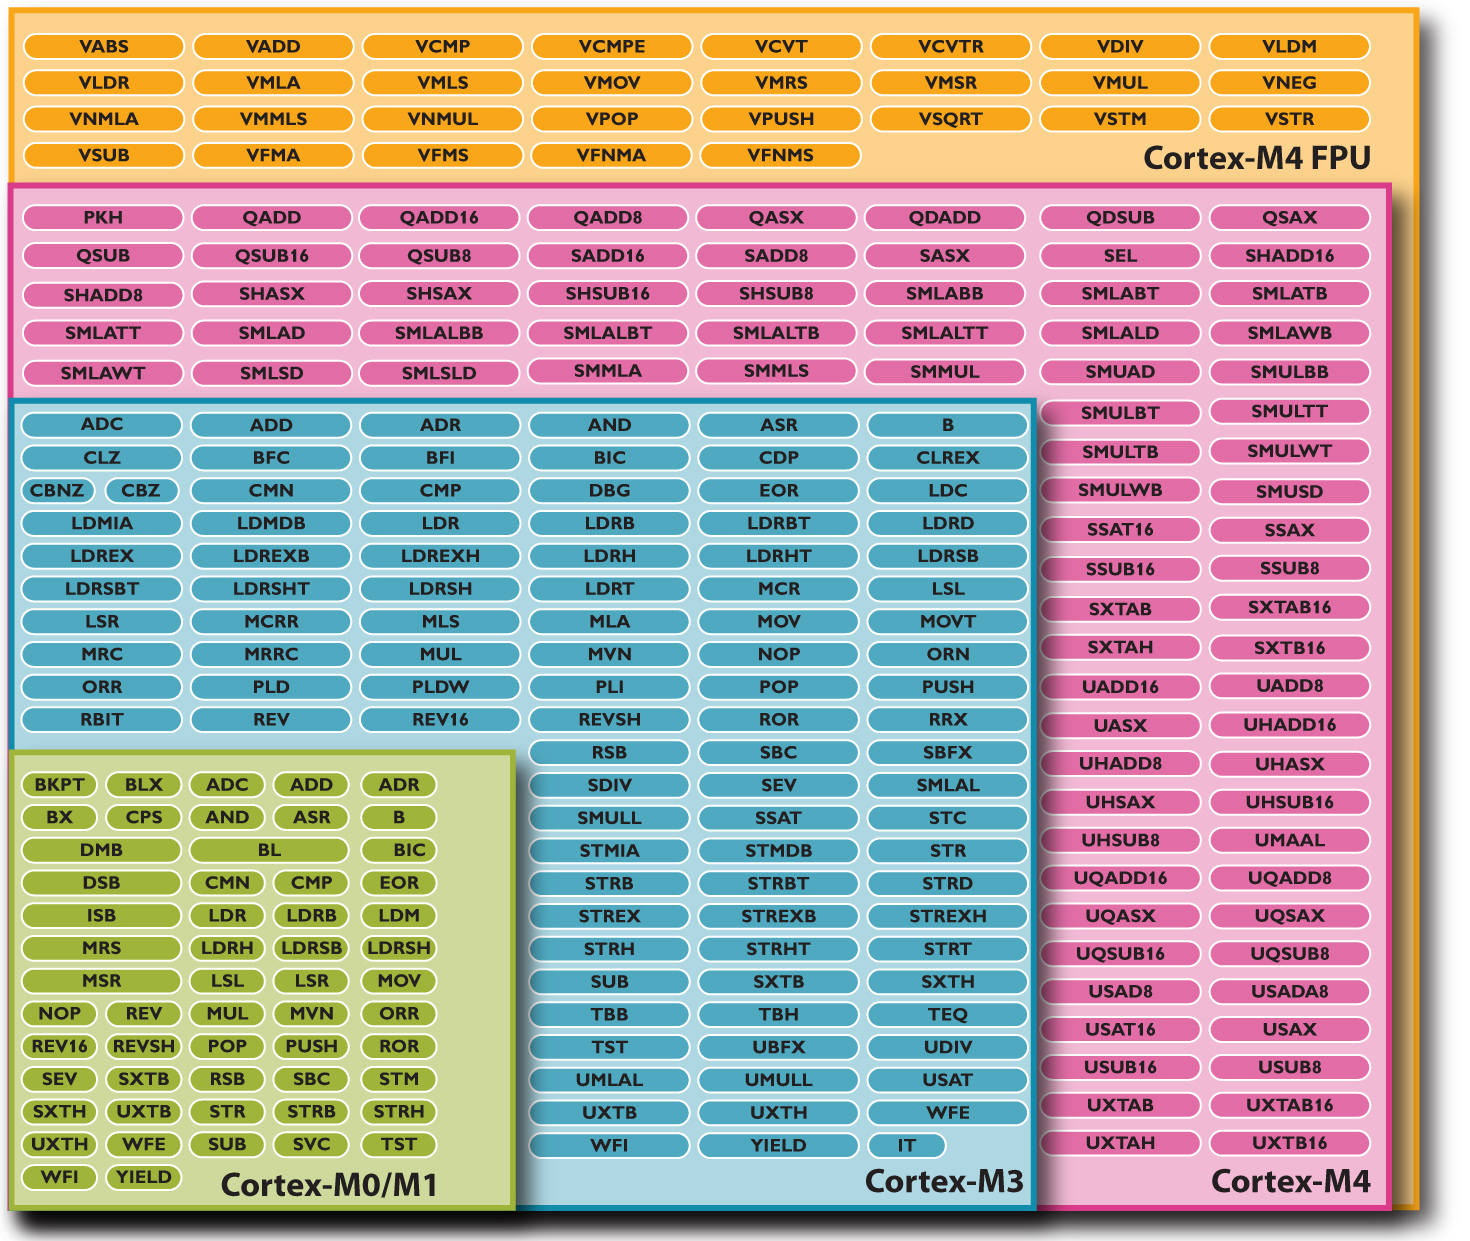 VABS VADD VCMP VCMPE VCVT VCVTR VDIV VLDM
VLDR VMLA VMLS VMOV VMRS VMSR VMUL VNEG
VNMLA VMMLS VNMUL VPOP VPUSH VSQRT VSTM VSTR
VSUB VFMA VFMS VFNMA VFNMS
Cortex-M4 FPU
PKH QADD QADD16 QADD8 QASX QDADD QDSUB QSAX
QSUB QSUB16 QSUB8 SADD16 SADD8 SASX SEL SHADD16
SHADD8 SHASX SHSAX SHSUB16 SHSUB8 SMLABB SMLABT SMLATB
SMLATT SMLAD SMLALBB SMLALBT SMLALTB SMLALTT SMLALD SMLAWB
SMLAWT SMLSD SMLSLD SMMLA SMMLS SMMUL SMUAD SMULBB
SMULBT SMULTT
SMULTB SMULWT
SMULWB SMUSD
SSAT16 SSAX
SSUB16 SSUB8
SXTAB SXTAB16
SXTAH SXTB16
UADD16 UADD8
UASX UHADD16
UHADD8 UHASX
UHSAX UHSUB16
UHSUB8 UMAAL
UQADD16 UQADD8
UQASX UQSAX
UQSUB16 UQSUB8
USAD8 USADA8
USAT16 USAX
USUB16 USUB8
UXTAB UXTAB16
UXTAH UXTB16
Cortex-M4
ADC ADD ADR AND ASR B
CLZ BFC BFI BIC CDP CLREX
CBNZ CBZ CMN CMP DBG EOR LDC
LDMIA LDMDB LDR LDRB LDRBT LDRD
LDREX LDREXB LDREXH LDRH LDRHT LDRSB
LDRSBT LDRSHT LDRSH LDRT MCR LSL
LSR MCRR MLS MLA MOV MOVT
MRC MRRC MUL MVN NOP ORN
ORR PLD PLDW PLI POP PUSH
RBIT REV REV16 REVSH ROR RRX
RSB SBC SBFX
SDIV SEV SMLAL
SMULL SSAT STC
STMIA STMDB STR
STRB STRBT STRD
STREX STREXB STREXH
STRH STRHT STRT
SUB SXTB SXTH
TBB TBH TEQ
TST UBFX UDIV
UMLAL UMULL USAT
UXTB UXTH WFE
WFI YIELD IT
Cortex-M3
BKPT BLX ADC ADD ADR
BX CPS AND ASR B
DMB BL BIC
DSB CMN CMP EOR
ISB LDR LDRB LDM
MRS LDRH LDRSB LDRSH
MSR LSL LSR MOV
NOP REV MUL MVN ORR
REV16 REVSH POP PUSH ROR
SEV SXTB RSB SBC STM
SXTH UXTB STR STRB STRH
UXTH WFE SUB SVC TST
WFI YIELD
Cortex-M0/M1